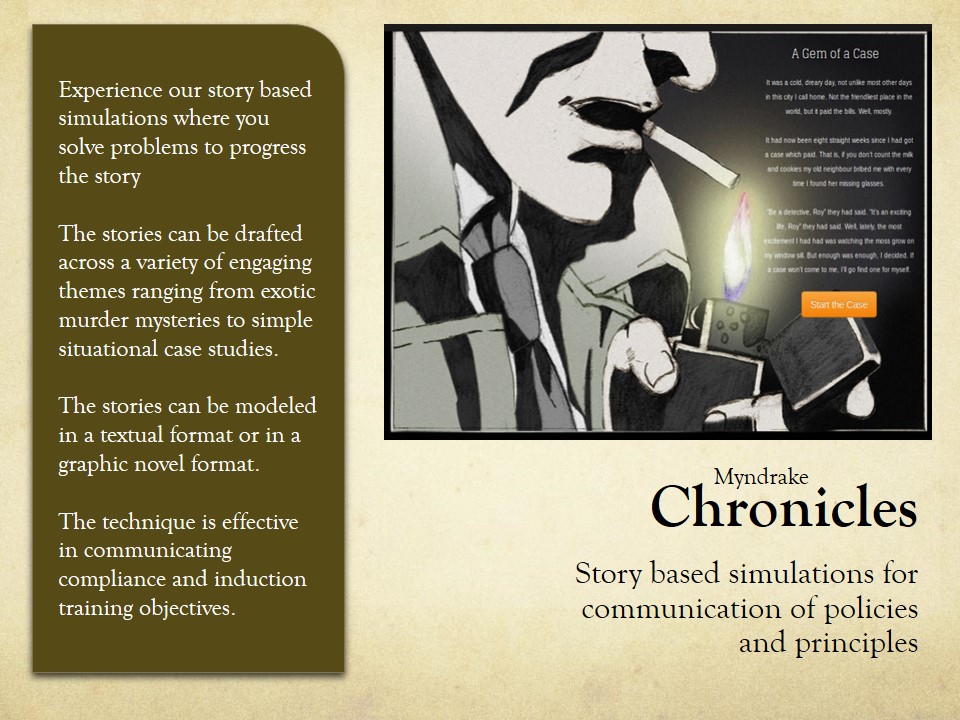 Experience our story based
simulations where you
solve problems to progress
the story
The stories can be drafted
across a variety of engaging
themes ranging from exotic
murder mysteries to simple
situational case studies.
The stories can be modeled
in a textual format or in a
graphic novel format.
The technique is effective
in communicating
compliance and induction
training objectives.
A Gem of a Case
It was a cold, dreary day, not unlike most other days
in this city I call home. Not the friendliest place in the
world, but it paid the bills. Well, mostly.
It had now been eight straight weeks since I had got
a case which paid. That is, if you don't count the milk
and cookies my old neighbour bribed me with every
time I found her missing glasses.
"Be a detective, Roy" they had said. "It's an exciting
life, Roy" they had said. Well, lately, the most
excitement I had had was watching the moss grow on
my window sill. But enough was enough, I decided. If
a case won't come to me, I'll go find one for myself.
Start the Case
Myndrake
Chronicles
Story based simulations for
communication of policies
and principles